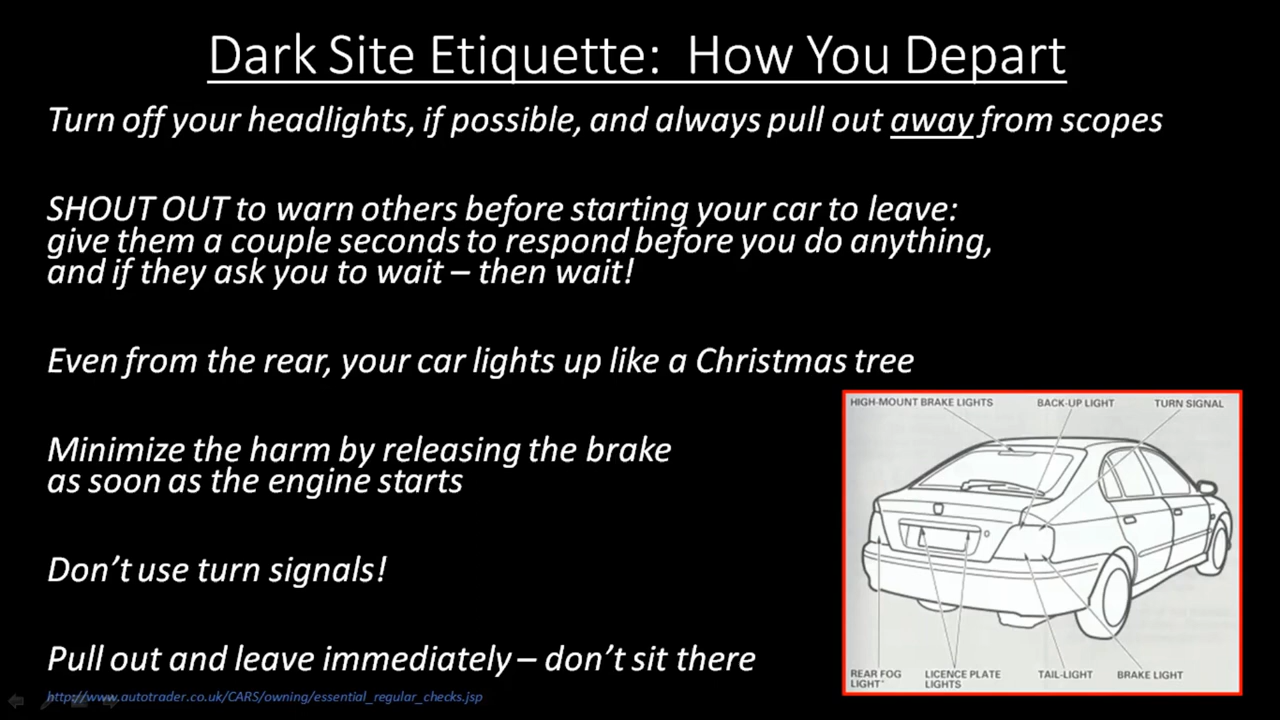 Dark Site Etiquette: How You Depart
Turn off your headlights, if possible, and always pull out away from scopes
SHOUT OUT to warn others before starting your car to leave:
give them a couple seconds to respond before you do anything,
and if they ask you to wait – then wait!
Even from the rear, your car lights up like a Christmas tree
Minimize the harm by releasing the brake
as soon as the engine starts
Don’t use turn signals!
Pull out and leave immediately – don’t sit there
http://www.autotrader.co.uk/CARS/owning/essential_regular_checks.jsp
HIGH-MOUNT BRAKE LIGHTS
BACK-UP LIGHT
TURN SIGNAL
REAR FOG
LIGHT*
LICENCE PLATE
LIGHTS
TAIL-LIGHT
BRAKE LIGHT